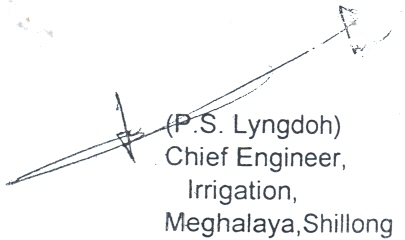 (P.S. Lyngdoh)
Chief Engineer,
Irrigation,
Meghalaya,Shillong